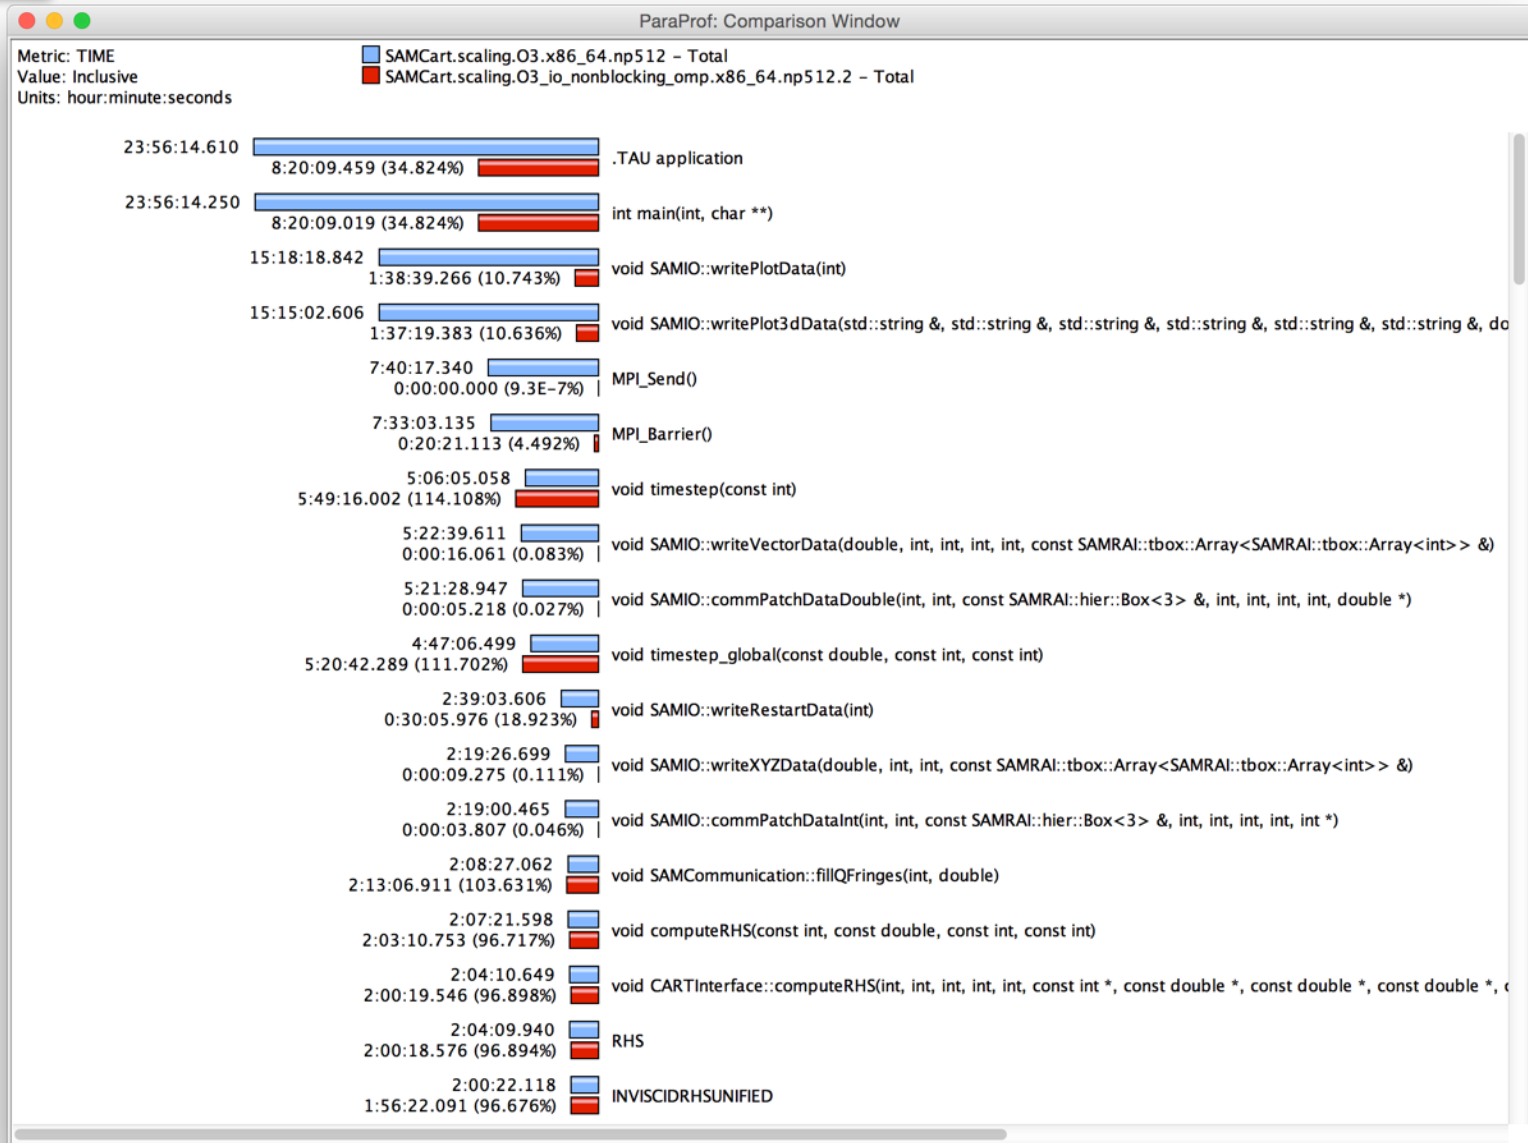 ParaProf: Comparison Window
Metric: TIME
Value: Inclusive
Units: hour:minute:seconds
SAMCart.scaling.O3.x86_64.np512 - Total
SAMCart.scaling.O3_io_nonblocking_omp.x86_64.np512.2 - Total
23:56:14.610
8:20:09.459 (34.824%)
.TAU application
23:56:14.250
8:20:09.019 (34.824%)
int main(int, char **)
15:18:18.842
1:38:39.266 (10.743%)
void SAMIO::writePlotData(int)
15:15:02.606
1:37:19.383 (10.636%)
void SAMIO::writePlot3dData(std::string &, std::string &, std::string &, std::string &, std::string &, std::string &, do
7:40:17.340
0:00:00.000 (9.3E-7%)
MPI_Send()
7:33:03.135
0:20:21.113 (4.492%)
MPI_Barrier()
5:06:05.058
5:49:16.002 (114.108%)
void timestep(const int)
5:22:39.611
0:00:16.061 (0.083%)
void SAMIO::writeVectorData(double, int, int, int, int, const SAMRAI::tbox::Array<SAMRAI::tbox::Array<int>> &)
5:21:28.947
0:00:05.218 (0.027%)
void SAMIO::commPatchDataDouble(int, int, const SAMRAI::hier::Box<3> &, int, int, int, int, double *)
4:47:06.499
5:20:42.289 (111.702%)
void timestep_global(const double, const int, const int)
2:39:03.606
0:30:05.976 (18.923%)
void SAMIO::writeRestartData(int)
2:19:26.699
0:00:09.275 (0.111%)
void SAMIO::writeXYZData(double, int, int, const SAMRAI::tbox::Array<SAMRAI::tbox::Array<int>> &)
2:19:00.465
0:00:03.807 (0.046%)
void SAMIO::commPatchDataInt(int, int, const SAMRAI::hier::Box<3> &, int, int, int, int, int *)
2:08:27.062
2:13:06.911 (103.631%)
void SAMCommunication::fillQFringes(int, double)
2:07:21.598
2:03:10.753 (96.717%)
void computeRHS(const int, const double, const int, const int)
2:04:10.649
2:00:19.546 (96.898%)
void CARTInterface::computeRHS(int, int, int, int, int, const int *, const double *, const double *, const double *, c
2:04:09.940
2:00:18.576 (96.894%)
RHS
2:00:22.118
1:56:22.091 (96.676%)
INVISCIDRHSUNIFIED